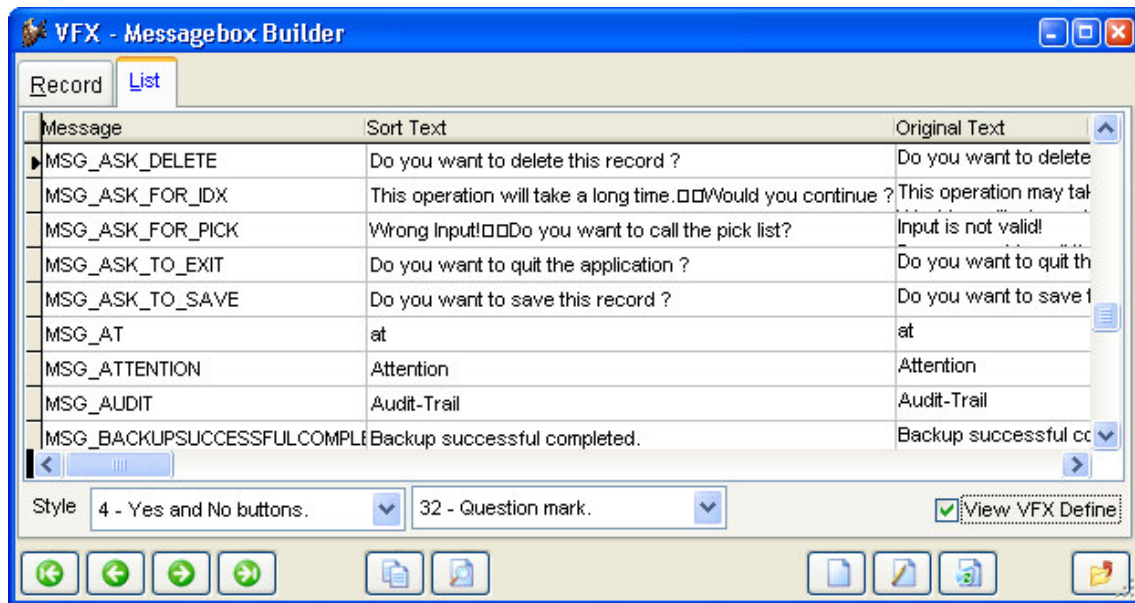 VFX - Messagebox Builder
Record List
Message Sort Text Original Text
MSG_ASK_DELETE Do you want to delete this record ? Do you want to delete
MSG_ASK_FOR_IDX This operation will take a long time.□□Would you continue ? This operation may tak
MSG_ASK_FOR_PICK Wrong Input!□□Do you want to call the pick list? Input is not valid!
MSG_ASK_TO_EXIT Do you want to quit the application ? Do you want to quit th
MSG_ASK_TO_SAVE Do you want to save this record ? Do you want to save t
MSG_AT at at
MSG_ATTENTION Attention Attention
MSG_AUDIT Audit-Trail Audit-Trail
MSG_BACKUPSUCCESSFULCOMPLE Backup successful completed. Backup successful co
Style 4 - Yes and No buttons. 32 - Question mark. View VFX Define